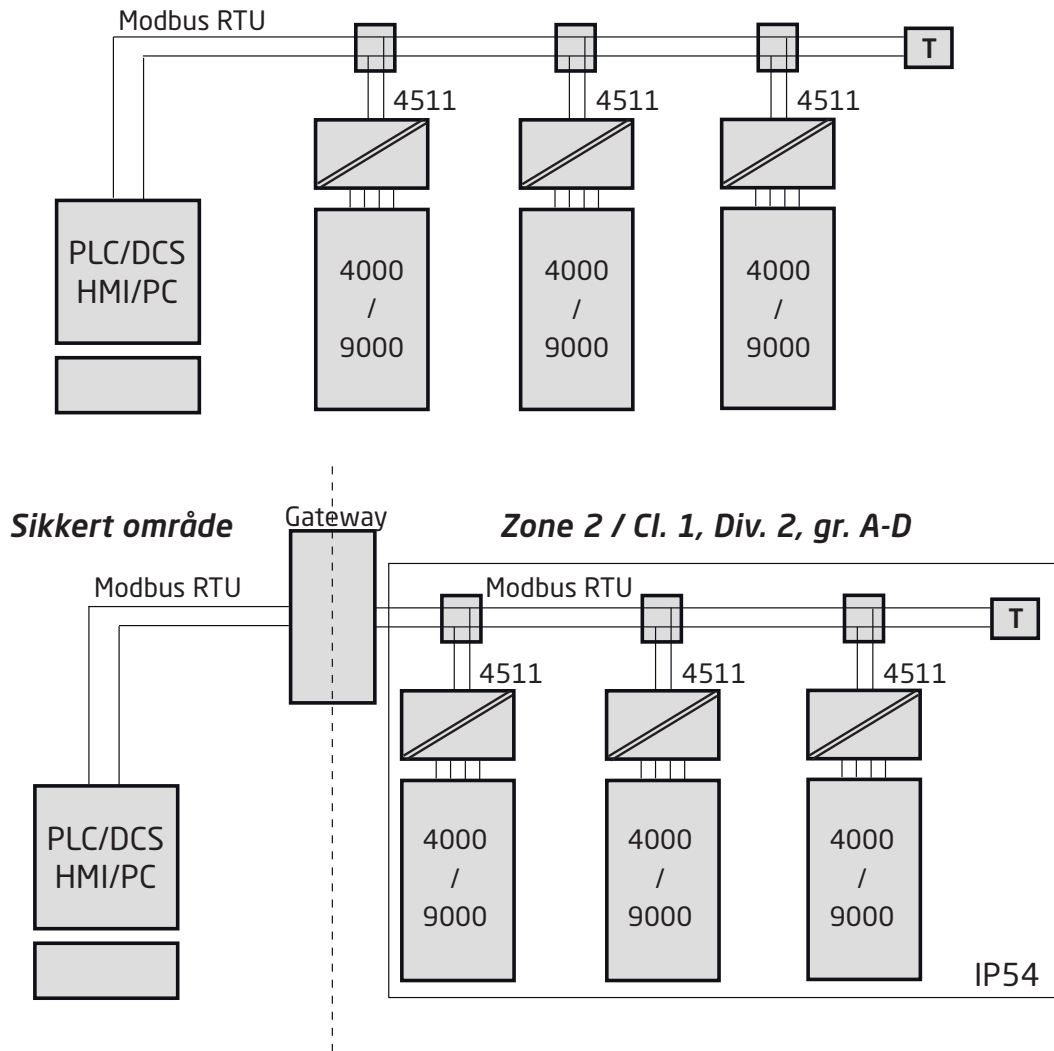 Modbus RTU
T
4511
4511
4511
PLC/DCS
HMI/PC
4000
/
9000
4000
/
9000
4000
/
9000
Sikkert område
Gateway
Zone 2 / Cl. 1, Div. 2, gr. A-D
Modbus RTU
Modbus RTU
T
4511
4511
4511
PLC/DCS
HMI/PC
4000
/
9000
4000
/
9000
4000
/
9000
IP54